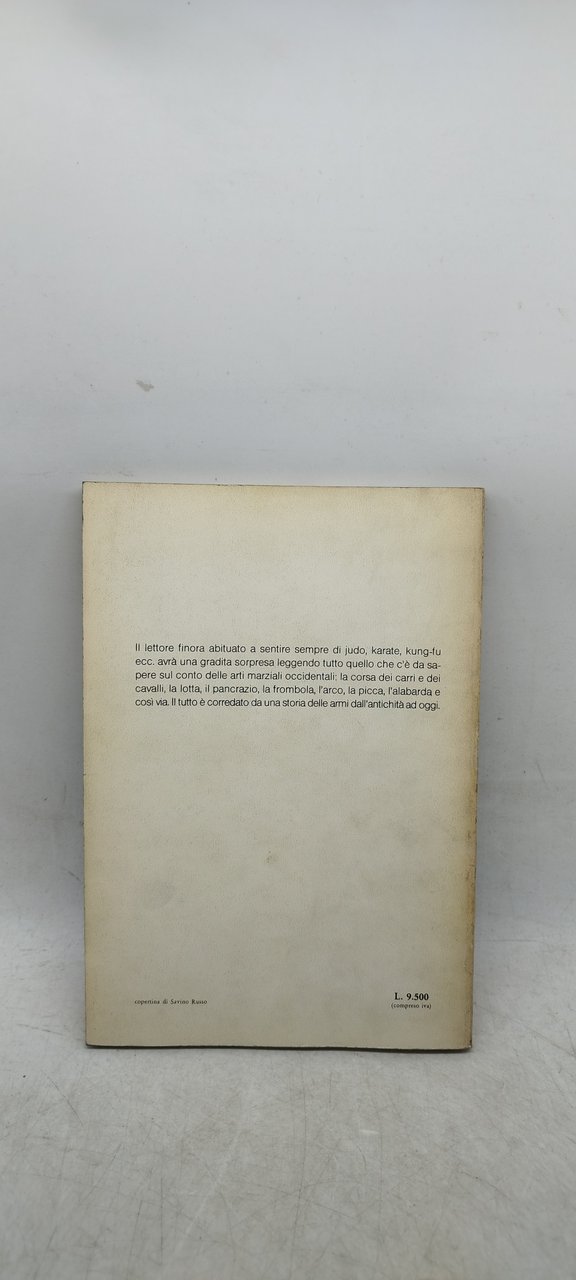 Il lettore finora abituato a sentire sempre di judo, karate, kung-fu
ecc. avrà una gradita sorpresa leggendo tutto quello che c'è da sa-
pere sul conto delle arti marziali occidentali: la corsa dei carri e dei
cavalli, la lotta, il pancrazio, la frombola, l'arco, la picca, l'alabarda e
così via. Il tutto è corredato da una storia delle armi dall'antichità ad oggi.
copertina di Savino Russo
L. 9.500
(compreso iva)